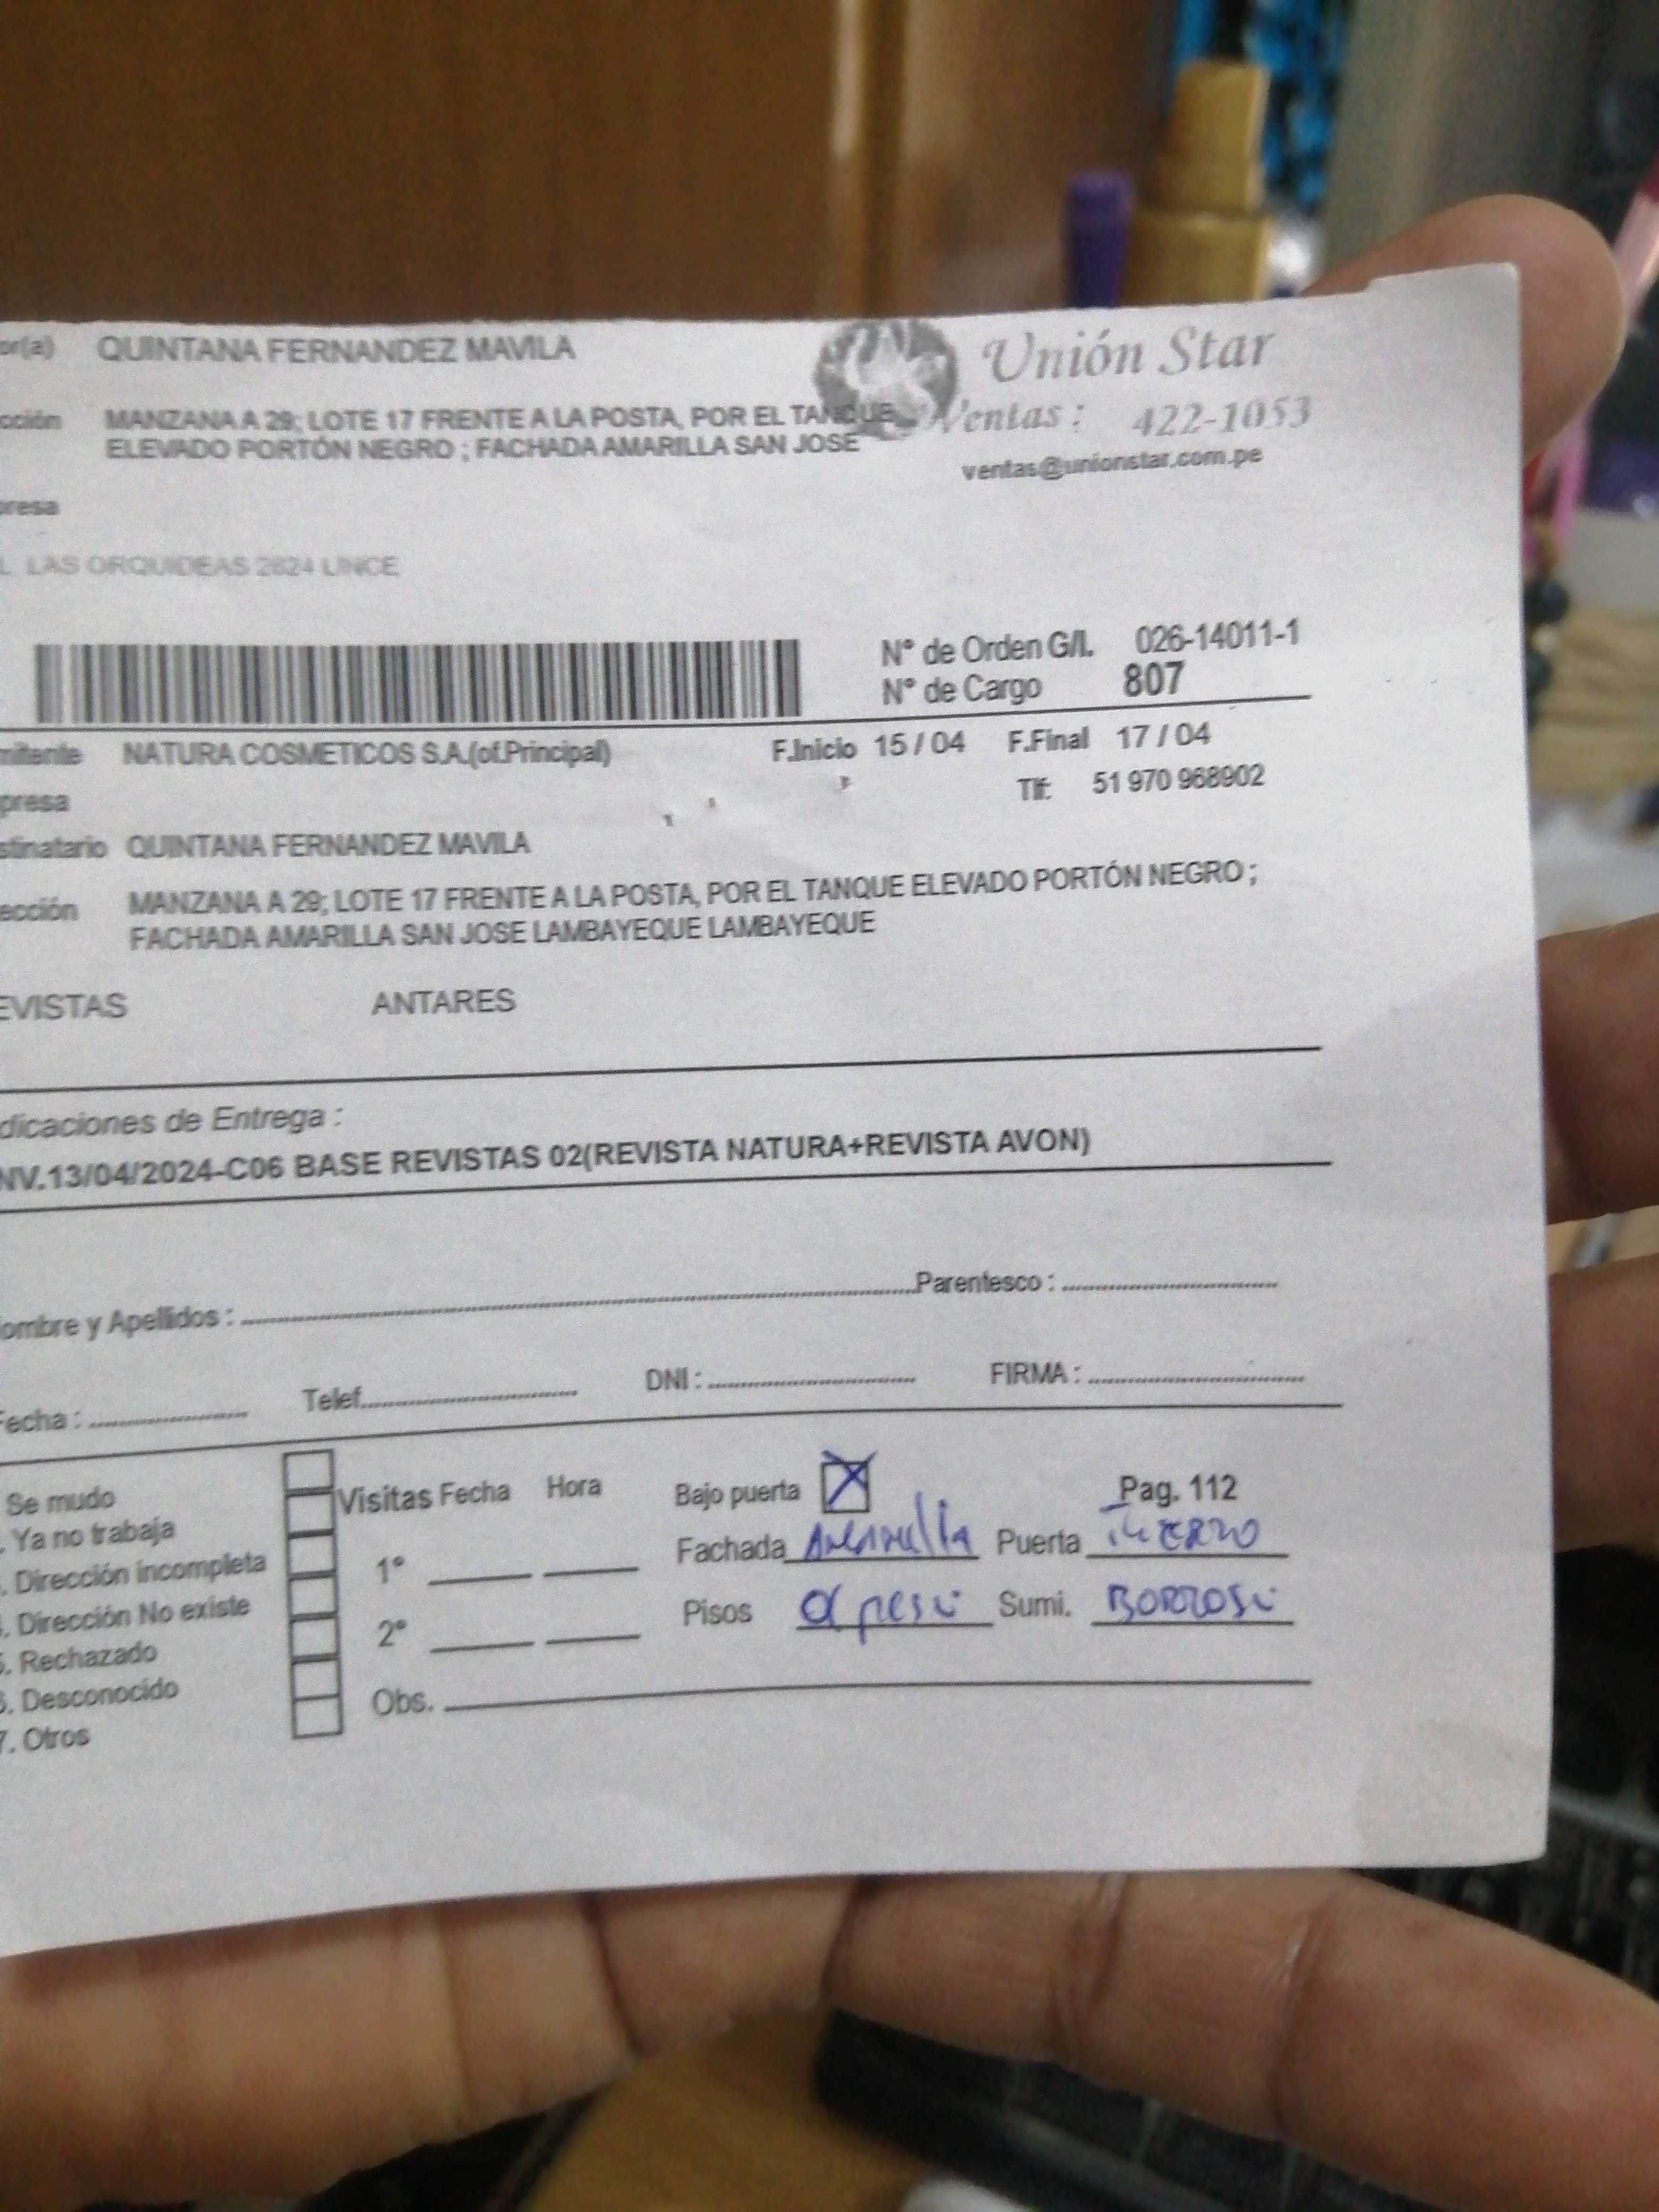 or(a) QUINTANA FERNANDEZ MAVILA
Unión Star
cción MANZANA A 29; LOTE 17 FRENTE A LA POSTA, POR EL TANQUE
Ventas : 422-1053
ELEVADO PORTÓN NEGRO ; FACHADA AMARILLA SAN JOSE
ventas@unionstar.com.pe
presa
LAS ORQUIDEAS 2624 LINCE
N° de Orden G/I. 026-14011-1
N° de Cargo 807
mitente NATURA COSMETICOS S.A.(of.Principal) F.Inicio 15 / 04 F.Final 17 / 04
presa Tlf: 51 970 968902
stinatario QUINTANA FERNANDEZ MAVILA
ección MANZANA A 29; LOTE 17 FRENTE A LA POSTA, POR EL TANQUE ELEVADO PORTÓN NEGRO ;
FACHADA AMARILLA SAN JOSE LAMBAYEQUE LAMBAYEQUE
EVISTAS ANTARES
dicaciones de Entrega :
NV.13/04/2024-C06 BASE REVISTAS 02(REVISTA NATURA+REVISTA AVON)
ombre y Apellidos : Parentesco :
Fecha : Telef. DNI : FIRMA :
Se mudo Visitas Fecha Hora Bajo puerta X Pag. 112
. Ya no trabaja
. Dirección incompleta 1° Fachada Amarilla Puerta
. Dirección No existe 2° Pisos Sumi. BORROSO
5. Rechazado
6. Desconocido Obs.
7. Otros